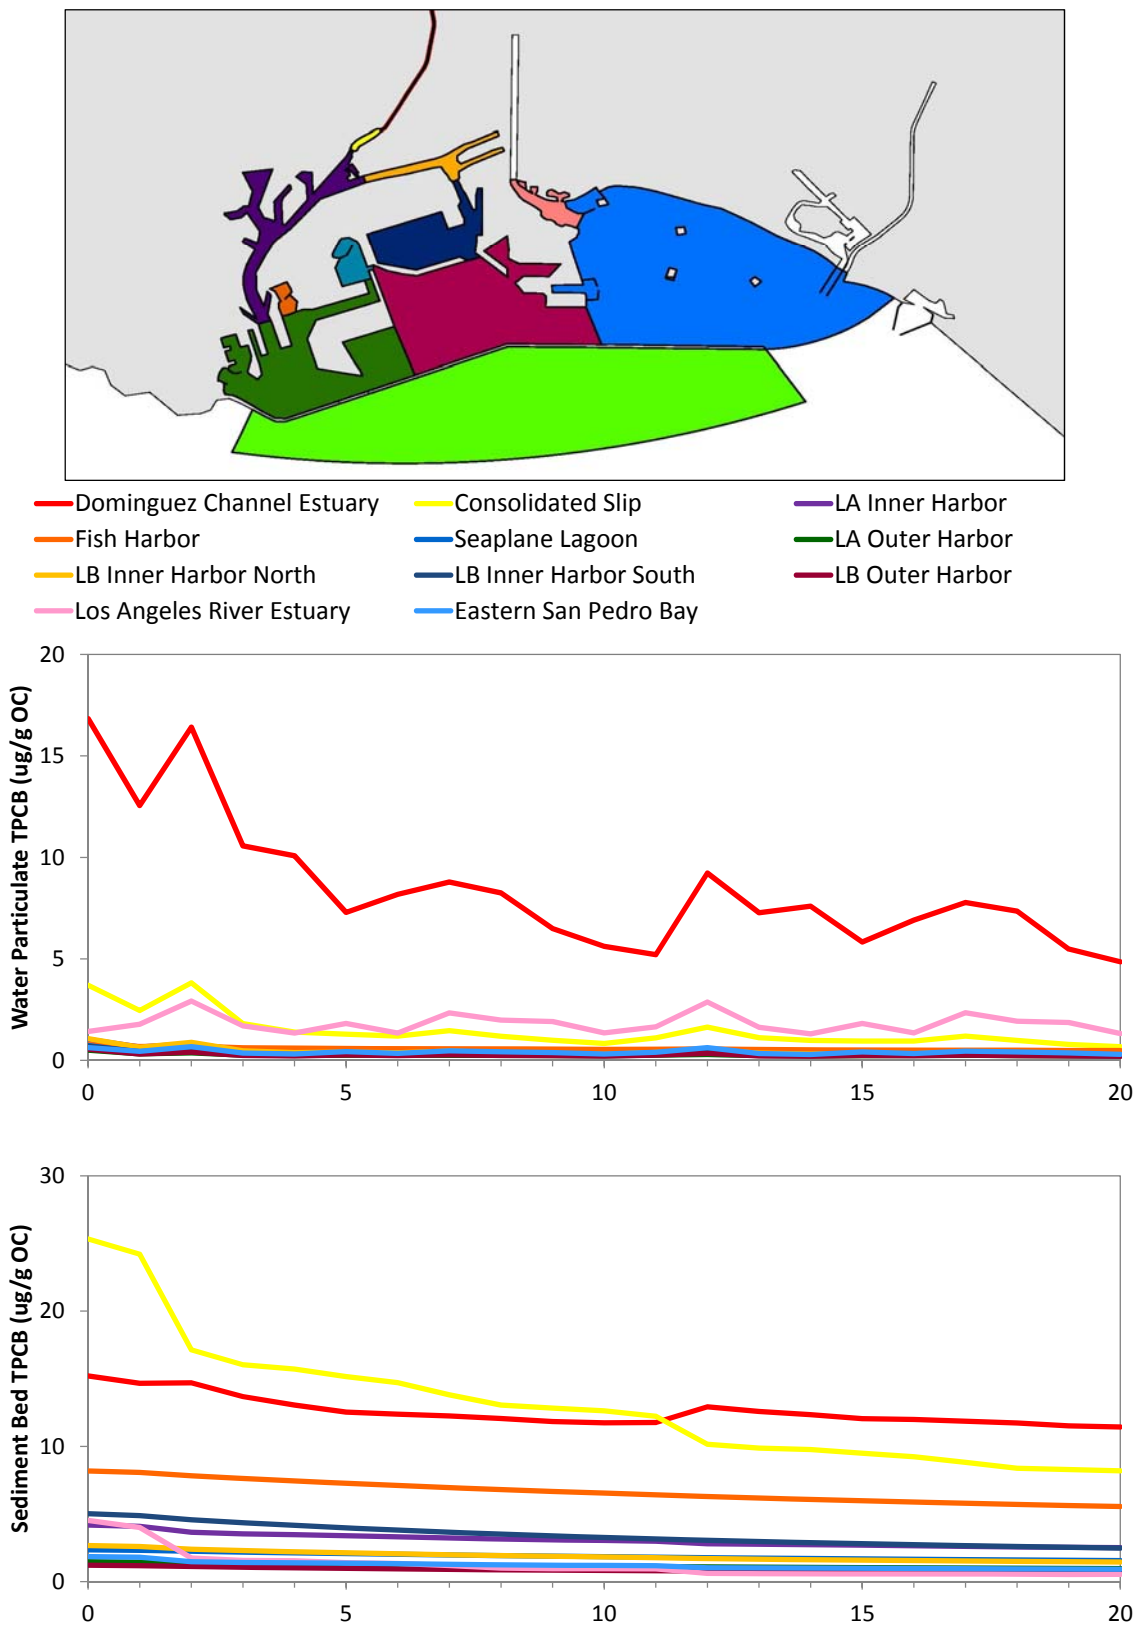 Dominguez Channel Estuary Consolidated Slip LA Inner Harbor
Fish Harbor Seaplane Lagoon LA Outer Harbor
LB Inner Harbor North LB Inner Harbor South LB Outer Harbor
Los Angeles River Estuary Eastern San Pedro Bay
Water Particulate TPCB (ug/g OC)
20
15
10
5
0
0 5 10 15 20
Sediment Bed TPCB (ug/g OC)
30
20
10
0
0 5 10 15 20